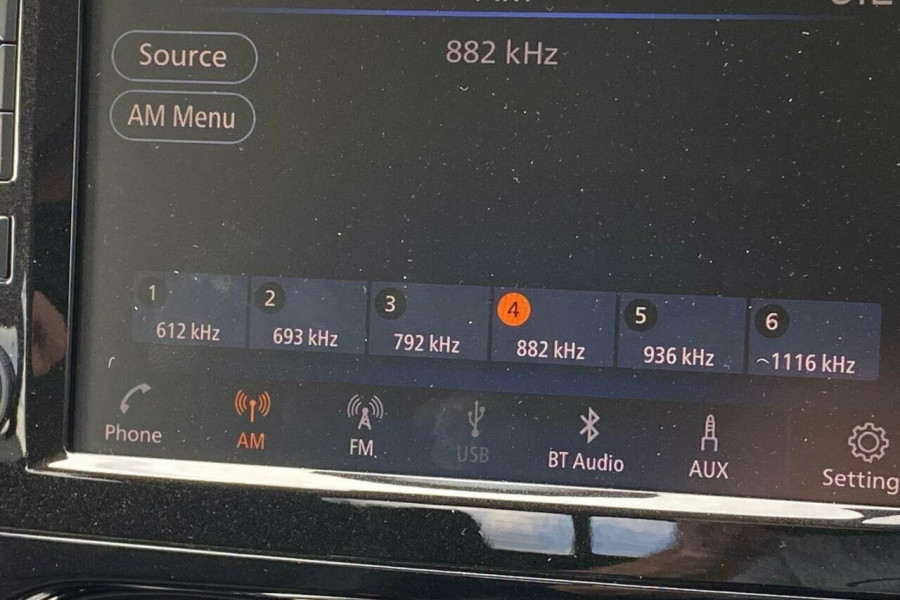 Source
882 kHz
AM Menu
1
612 kHz
2
693 kHz
3
792 kHz
4
882 kHz
5
936 kHz
6
1116 kHz
Phone
AM
FM
USB
BT Audio
AUX
Setting